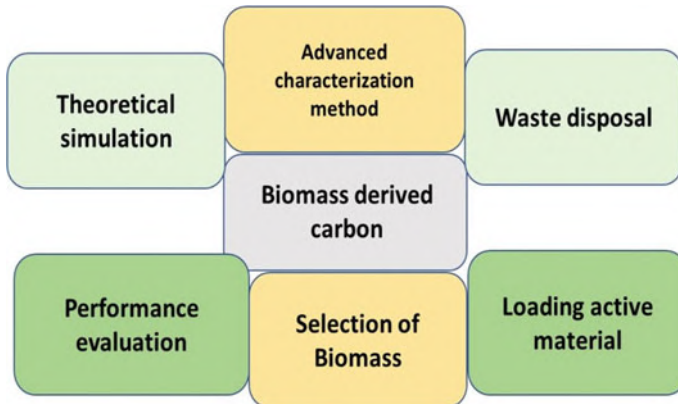 Advanced
characterization
method
Theoretical
simulation
Waste disposal
Biomass derived
carbon
Performance
evaluation
Selection of
Biomass
Loading active
material